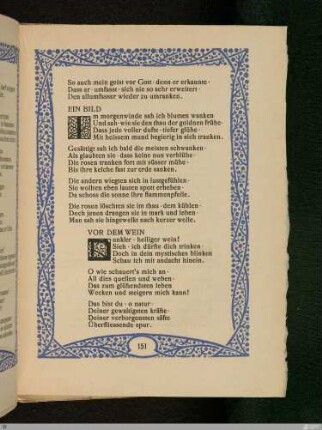 So auch mein geist vor Gott · denn er erkannte ·
Dass er · umfasst · sich nie so sehr erweitert ·
Den allumfasser wieder zu umranken.
EIN BILD
Im morgenwinde sah ich blumes wanken
Und sah · wie sie den thau der goldnen frühe
Dass jede voller dufte · tiefer glühe ·
Mit heissem mund begierig in sich tranken.
Gesättigt sah ich bald die meisten schwanken ·
Als glaubten sie · dass keine nun verblühe ·
Die rosen tranken fort mit süsser mühe ·
Bis ihre kelche fast zur erde sanken.
Die andern wiegten sich in lustgefühlen ·
Sie wollten eben lauten spott erheben ·
Da schoss die sonne ihre flammenpfeile.
Die rosen löschten sie im thau · dem kühlen ·
Doch jenen drangen sie in mark und leben ·
Man sah sie hingewelkt nach kurzer weile.
VOR DEM WEIN
Dunkler · heiliger wein!
Sieh · ich dürfte dich trinken ·
Doch in dein mystisches blinken
Schau ich mit andacht hinein.
O wie schauert's mich an ·
All dies quellen und weben ·
Das zum glühendsten leben
Wecken und steigern mich kann!
Das bist du · o natur ·
Deiner gewaltigsten kräfte ·
Deiner verborgensten säfte
Überfliessende spur.
151